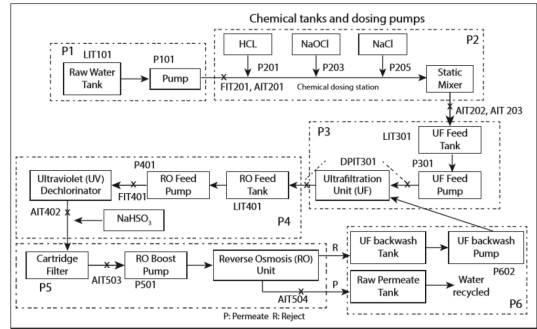 Chemical tanks and dosing pumps
P1
LIT101
Raw Water
Tank
P101
Pump
HCL
NaOCl
NaCl
P2
P201
P203
P205
FIT201, AIT201
Chemical dosing station
Static
Mixer
AIT202, AIT 203
P3
LIT301
UF Feed
Tank
DPIT301
P301
Ultrafiltration
Unit (UF)
UF Feed
Pump
P401
Ultraviolet (UV)
Dechlorinator
RO Feed
Pump
RO Feed
Tank
FIT401
LIT401
AIT402
NaHSO3
P4
Cartridge
Filter
RO Boost
Pump
Reverse Osmosis (RO)
Unit
P5
AIT503
P501
AIT504
R
P
UF backwash
Tank
UF backwash
Pump
P602
Raw Permeate
Tank
Water
recycled
P6
P: Permeate R: Reject